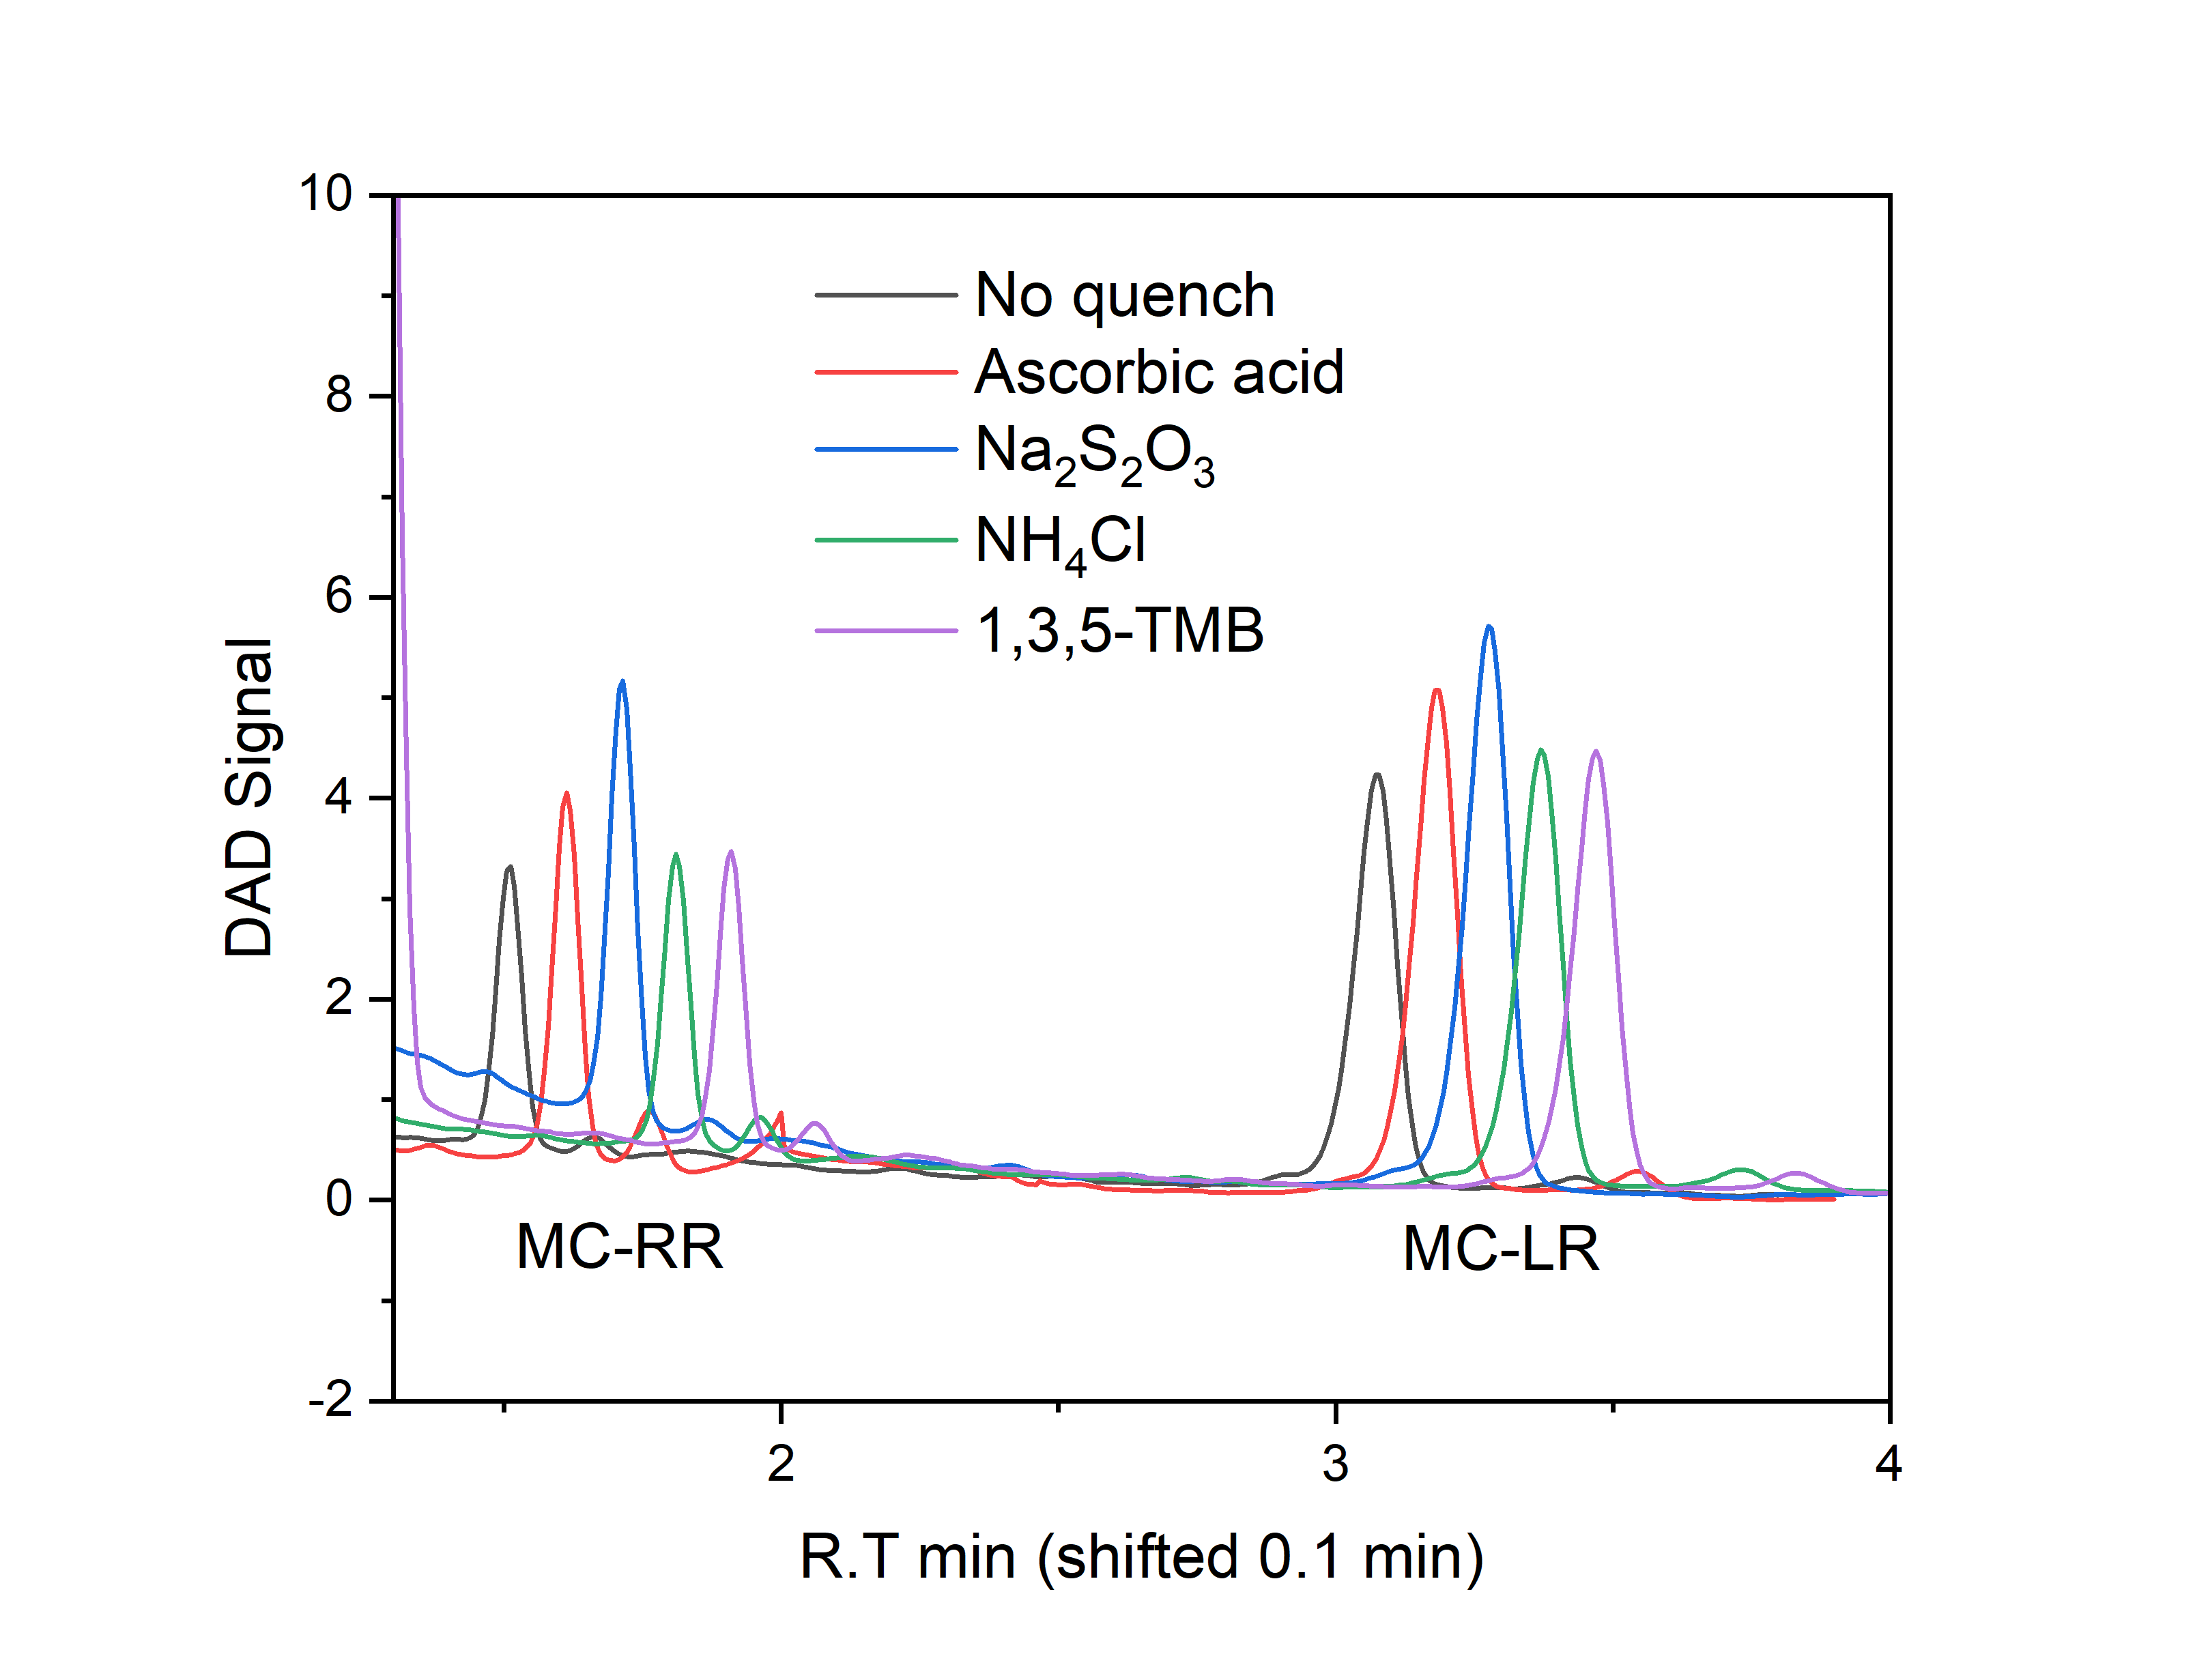 10
8
6
4
2
0
-2
DAD Signal
No quench
Ascorbic acid
Na₂S₂O₃
NH₄Cl
1,3,5-TMB
MC-RR
MC-LR
2
3
4
R.T min (shifted 0.1 min)